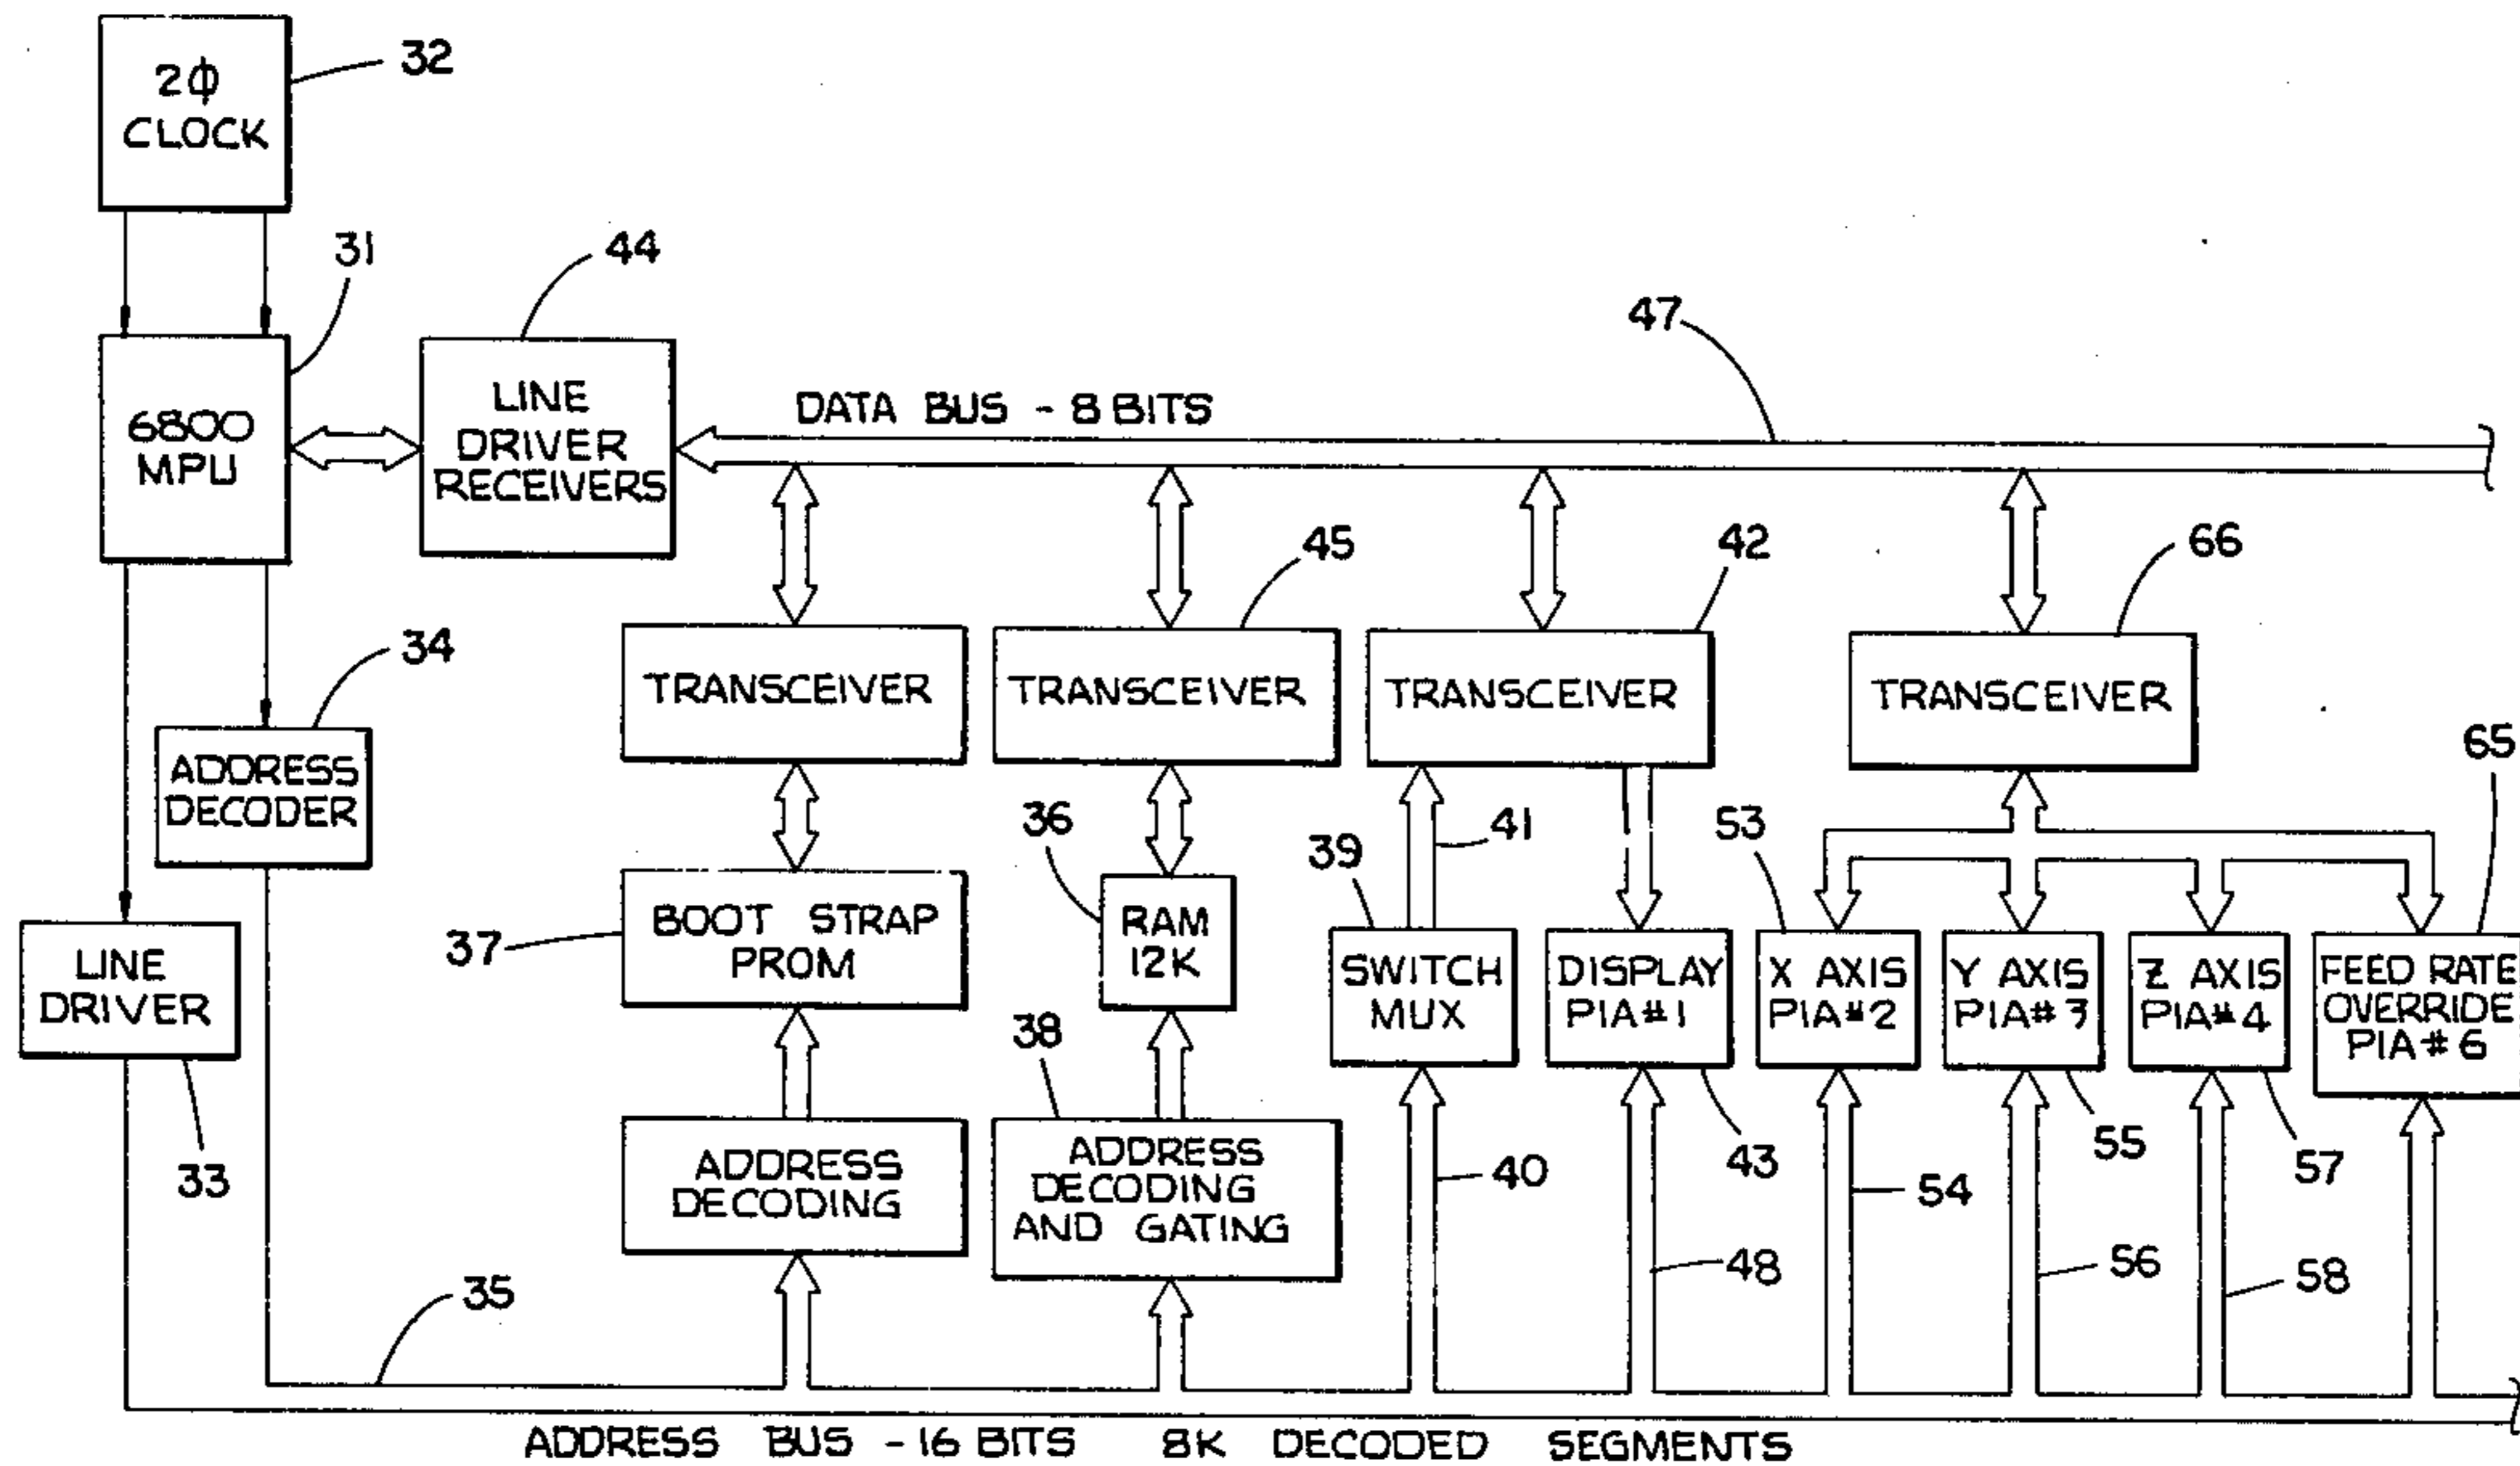 2Φ
CLOCK
32
31
44
47
6800
MPU
LINE
DRIVER
RECEIVERS
DATA BUS - 8 BITS
45
42
66
34
TRANSCEIVER
TRANSCEIVER
TRANSCEIVER
TRANSCEIVER
65
ADDRESS
DECODER
36
39
41
53
37
BOOT STRAP
PROM
RAM
12K
SWITCH
MUX
DISPLAY
PIA#1
X AXIS
PIA#2
Y AXIS
PIA#3
Z AXIS
PIA#4
FEED RATE
OVERRIDE
PIA#6
LINE
DRIVER
38
33
ADDRESS
DECODING
ADDRESS
DECODING
AND GATING
40
43
54
55
57
48
56
58
35
ADDRESS BUS - 16 BITS 8K DECODED SEGMENTS